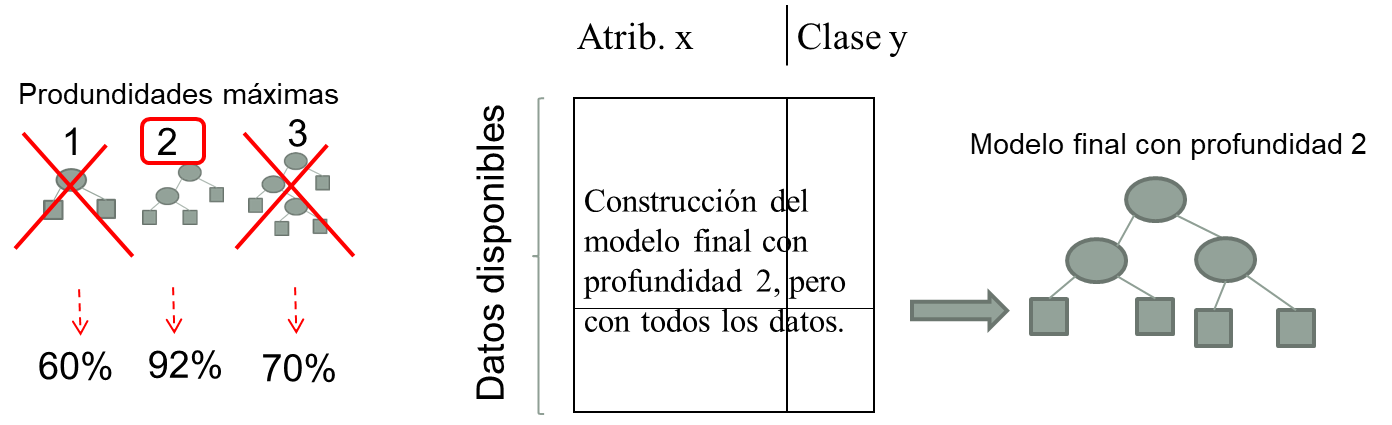 Produndidades máximas
1
2
3
60%
92%
70%
Datos disponibles
Atrib. x
Clase y
Construcción del
modelo final con
profundidad 2, pero
con todos los datos.
Modelo final con profundidad 2